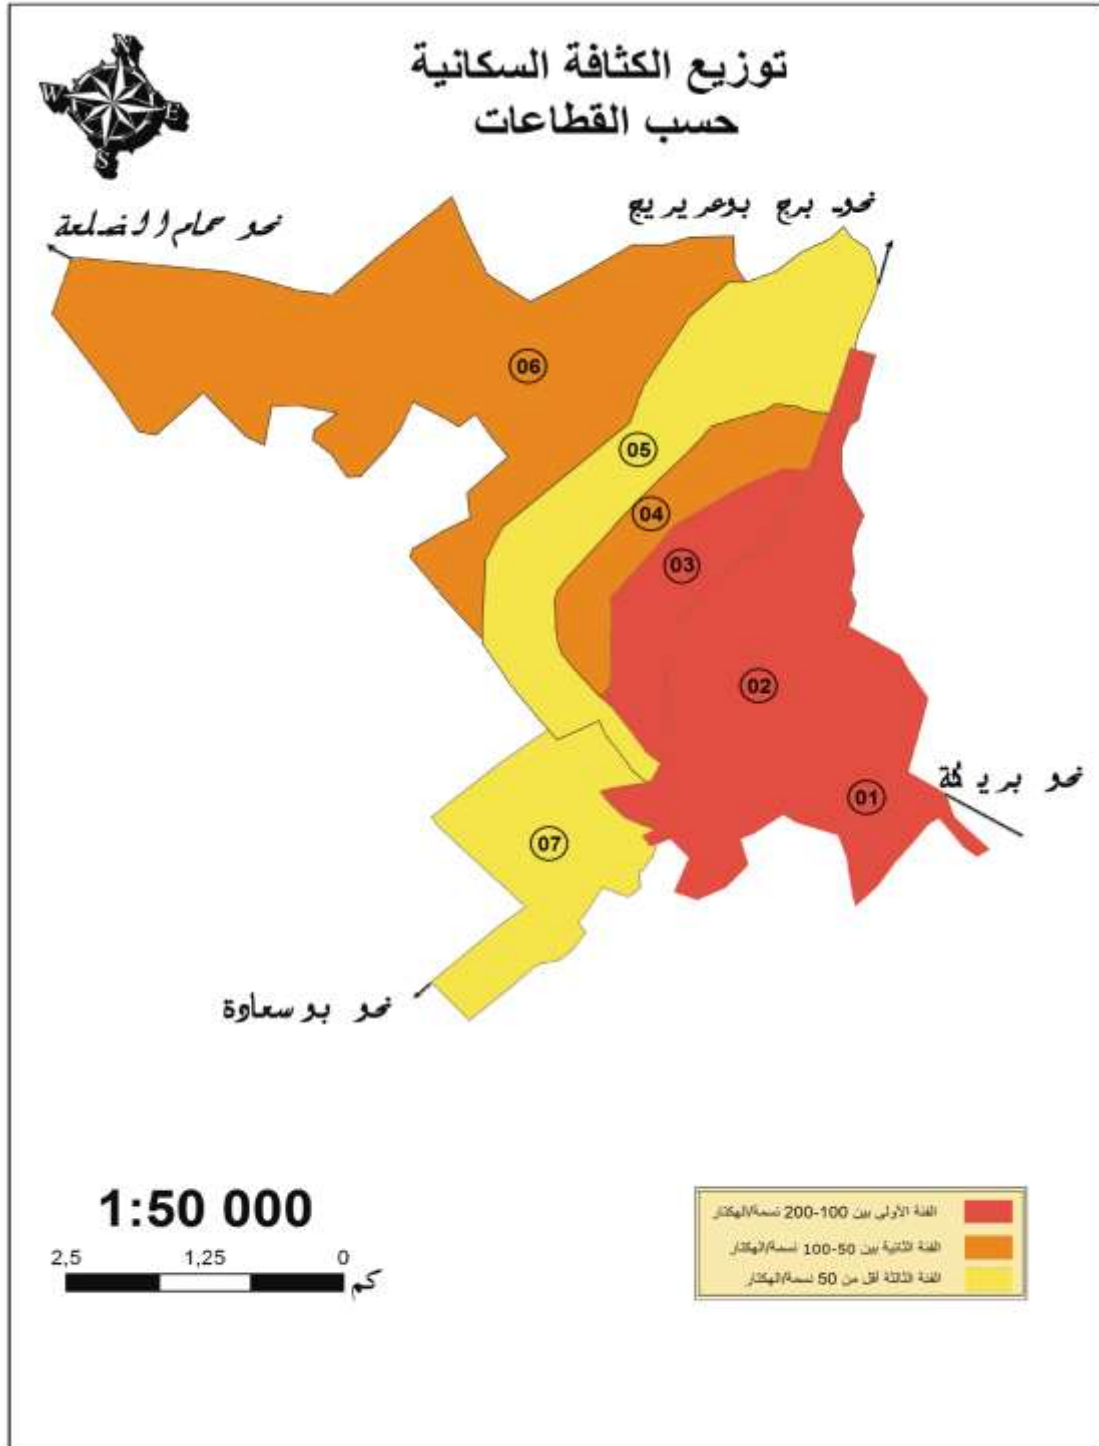 N
W
E
S
توزيع الكثافة السكانية
حسب القطاعات
نحو حمام الضلعة
نحو برج بوعريريج
06
05
04
03
02
01
نحو بريكة
07
نحو بوسعادة
1:50 000
2,5 1,25 0
كم
الفئة الأولى بين 100-200 نسمة/الهكتار
الفئة الثانية بين 50-100 نسمة/الهكتار
الفئة الثالثة أقل من 50 نسمة/الهكتار